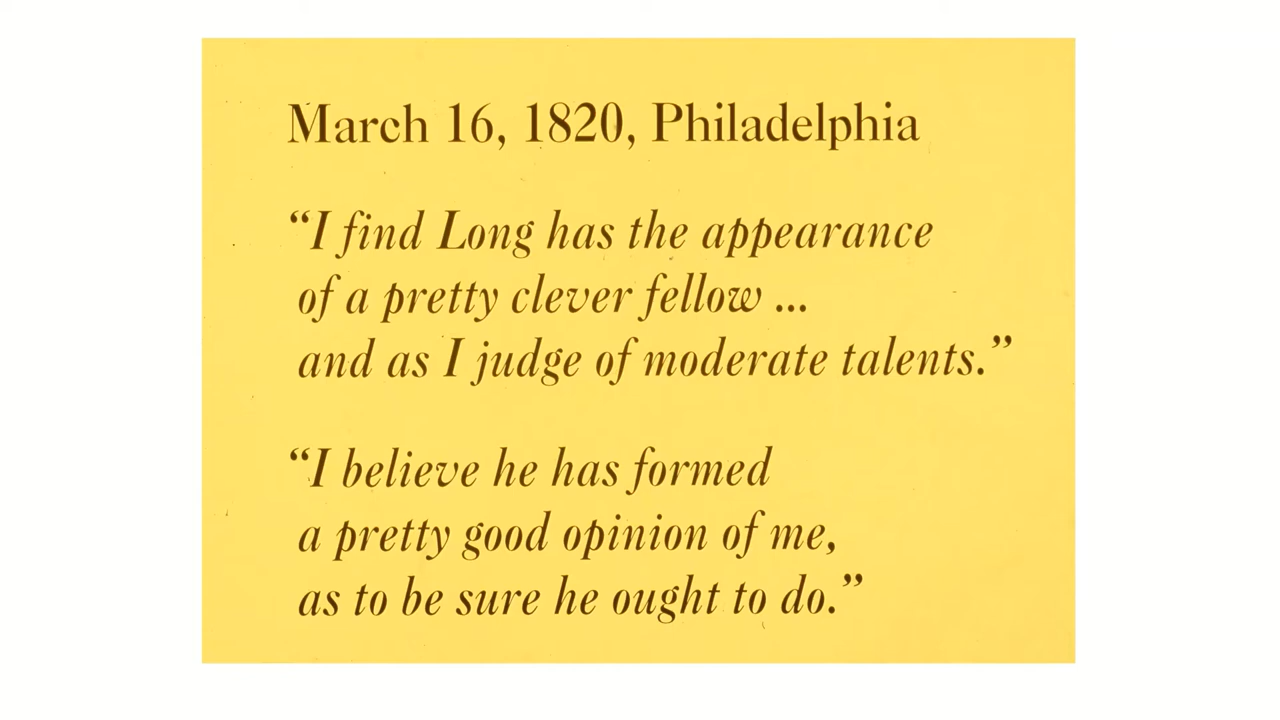 March 16, 1820, Philadelphia
“I find Long has the appearance
of a pretty clever fellow ...
and as I judge of moderate talents.”
“I believe he has formed
a pretty good opinion of me,
as to be sure he ought to do.”